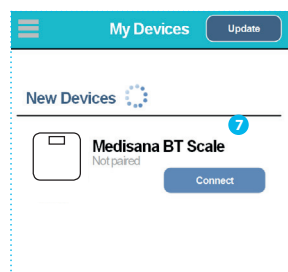 My Devices Update
New Devices
7
Medisana BT Scale
Not paired
Connect